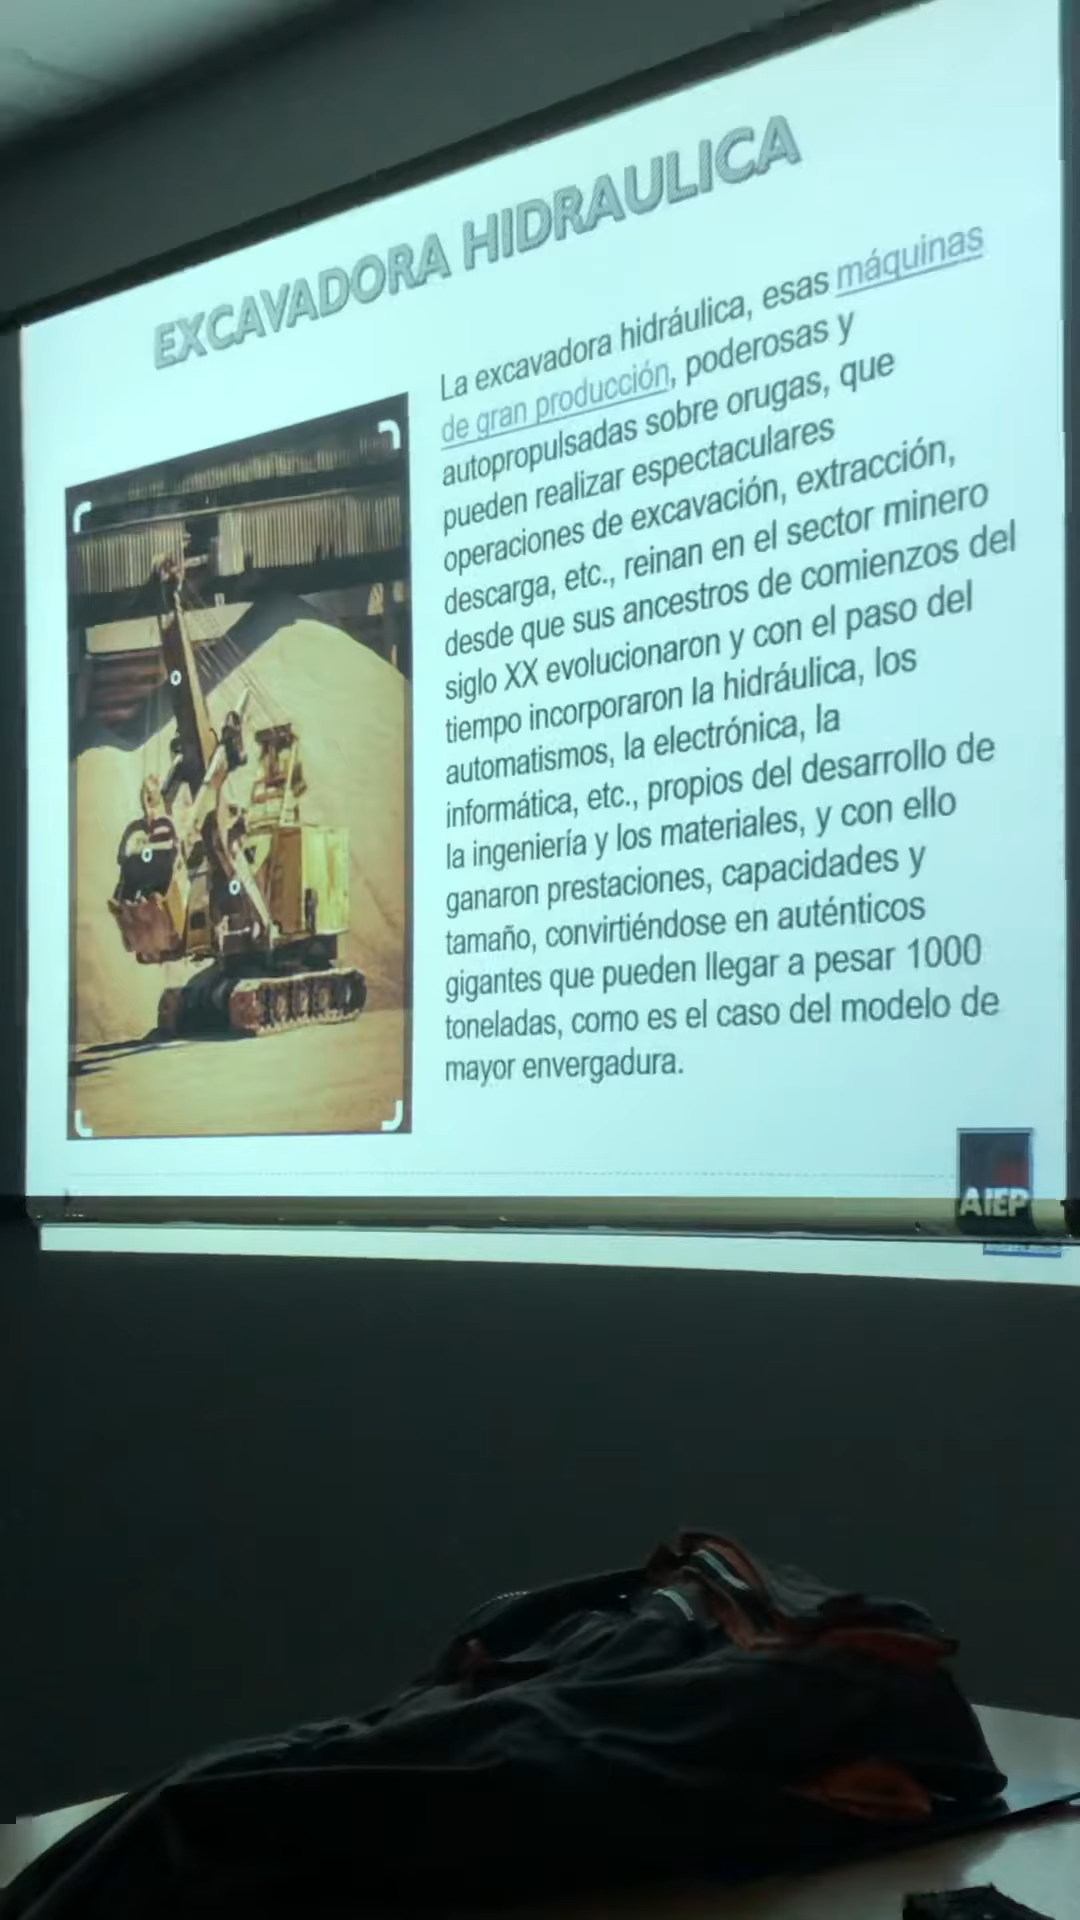 EXCAVADORA HIDRAULICA
La excavadora hidráulica, esas máquinas
de gran producción, poderosas y
autopropulsadas sobre orugas, que
pueden realizar espectaculares
operaciones de excavación, extracción,
descarga, etc., reinan en el sector minero
desde que sus ancestros de comienzos del
siglo XX evolucionaron y con el paso del
tiempo incorporaron la hidráulica, los
automatismos, la electrónica, la
informática, etc., propios del desarrollo de
la ingeniería y los materiales, y con ello
ganaron prestaciones, capacidades y
tamaño, convirtiéndose en auténticos
gigantes que pueden llegar a pesar 1000
toneladas, como es el caso del modelo de
mayor envergadura.
AIEP